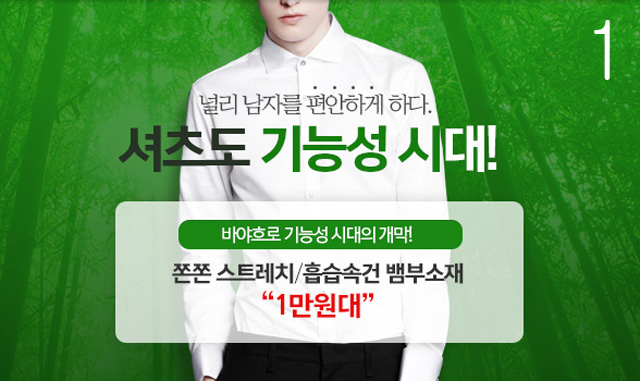 1
널리 남자를 편안하게 하다.
셔츠도 기능성 시대!
바야흐로 기능성 시대의 개막!
쫀쫀 스트레치/흡습속건 뱀부소재
“1만원대”